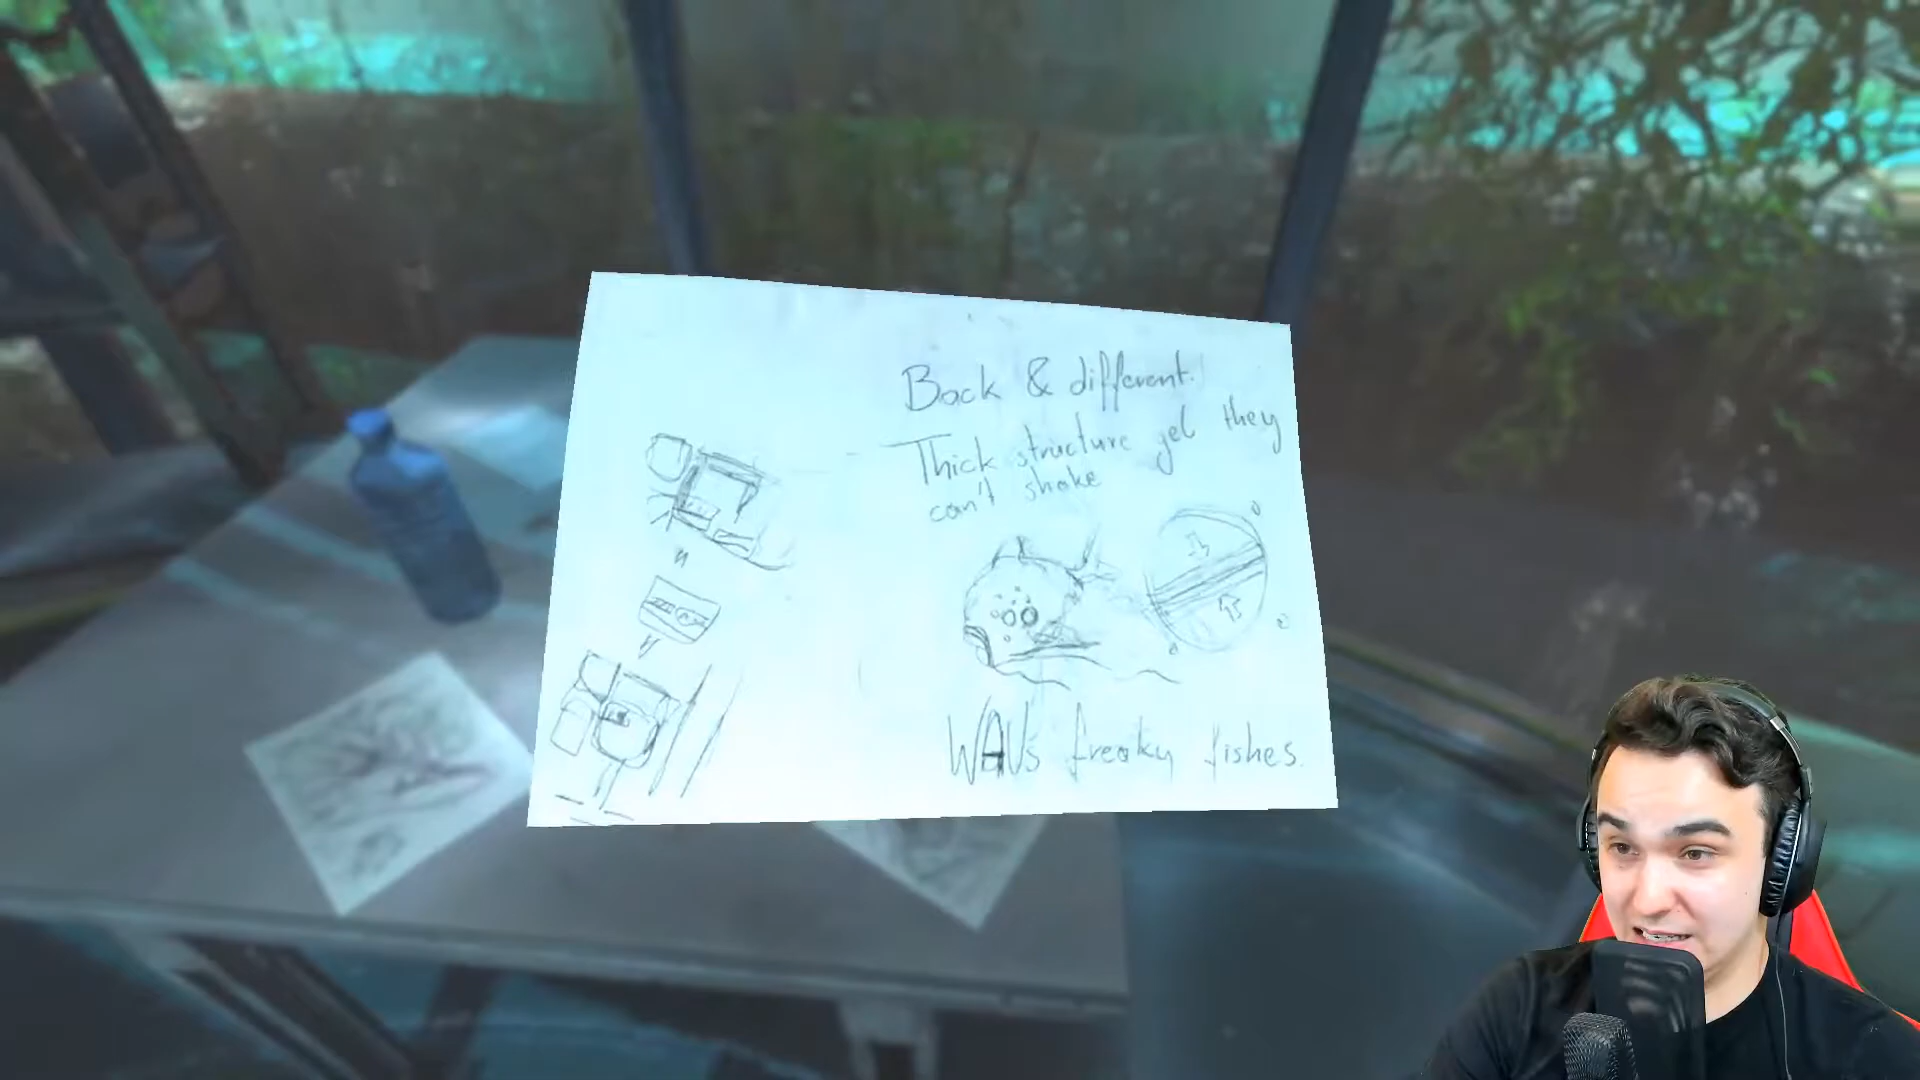 Back & different.
Thick structure gel they
can't shake
WAUs freaky fishes.